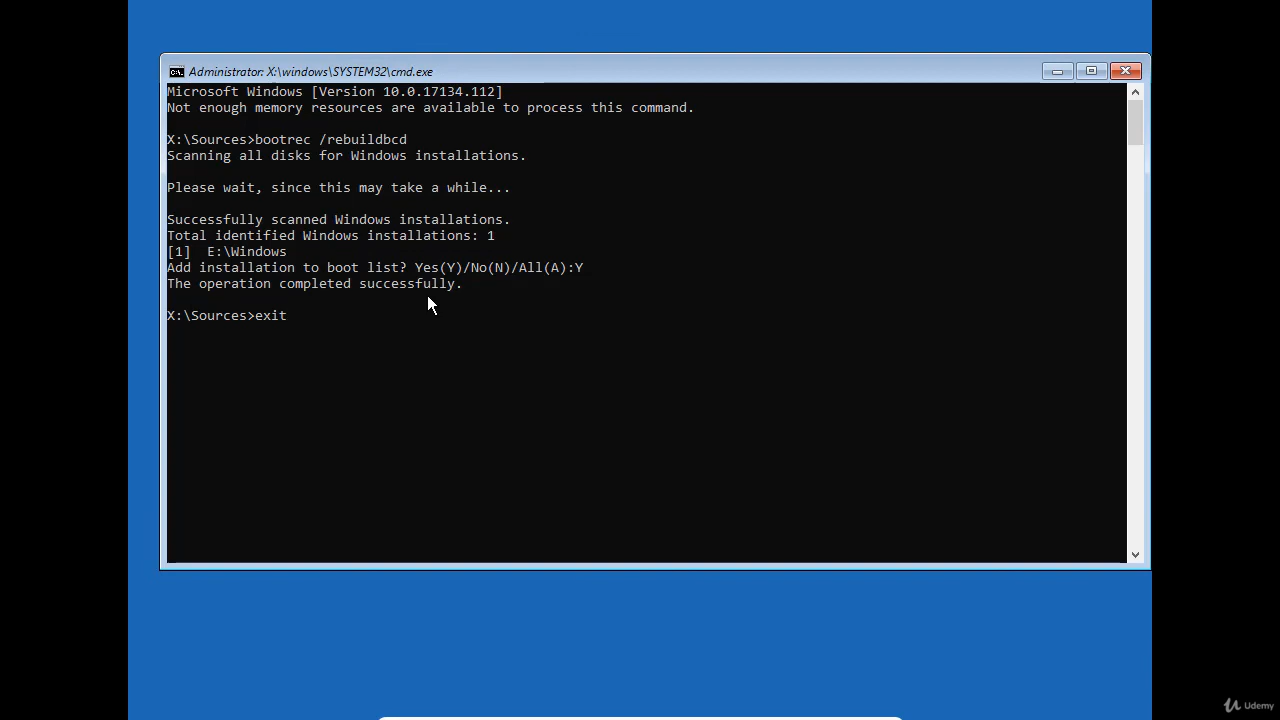 Administrator: X:\windows\SYSTEM32\cmd.exe
Microsoft Windows [Version 10.0.17134.112]
Not enough memory resources are available to process this command.
X:\Sources>bootrec /rebuildbcd
Scanning all disks for Windows installations.
Please wait, since this may take a while...
Successfully scanned Windows installations.
Total identified Windows installations: 1
[1]  E:\Windows
Add installation to boot list? Yes(Y)/No(N)/All(A):Y
The operation completed successfully.
X:\Sources>exit
Udemy